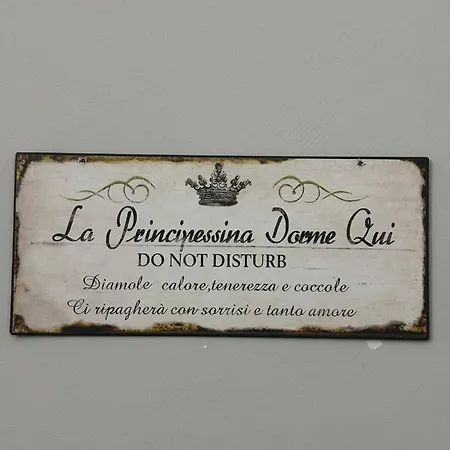 La Principessina Dorme Qui
DO NOT DISTURB
Diamole calore,tenerezza e coccole
Ci ripagherà con sorrisi e tanto amore